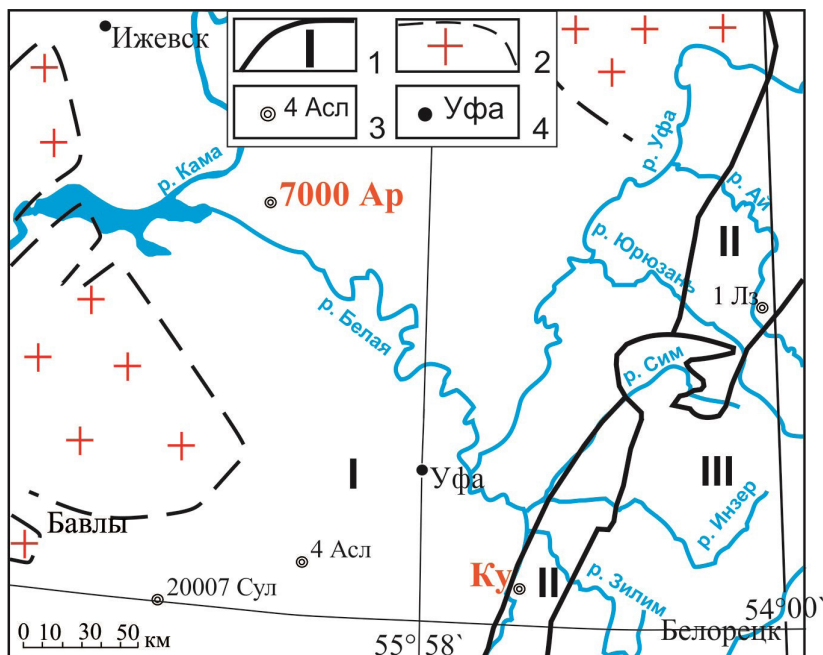 Ижевск
I 1
2
4 Асл 3
Уфа 4
р. Кама
р. Уфа
7000 Ар
р. Ай
р. Юрюзань
II
1 Лз
р. Белая
р. Сим
I
Уфа
III
р. Инзер
Бавлы
4 Асл
Ку
II
р. Зилим
20007 Сул
54°00`
Белорецк
0 10 30 50 км
55°58`